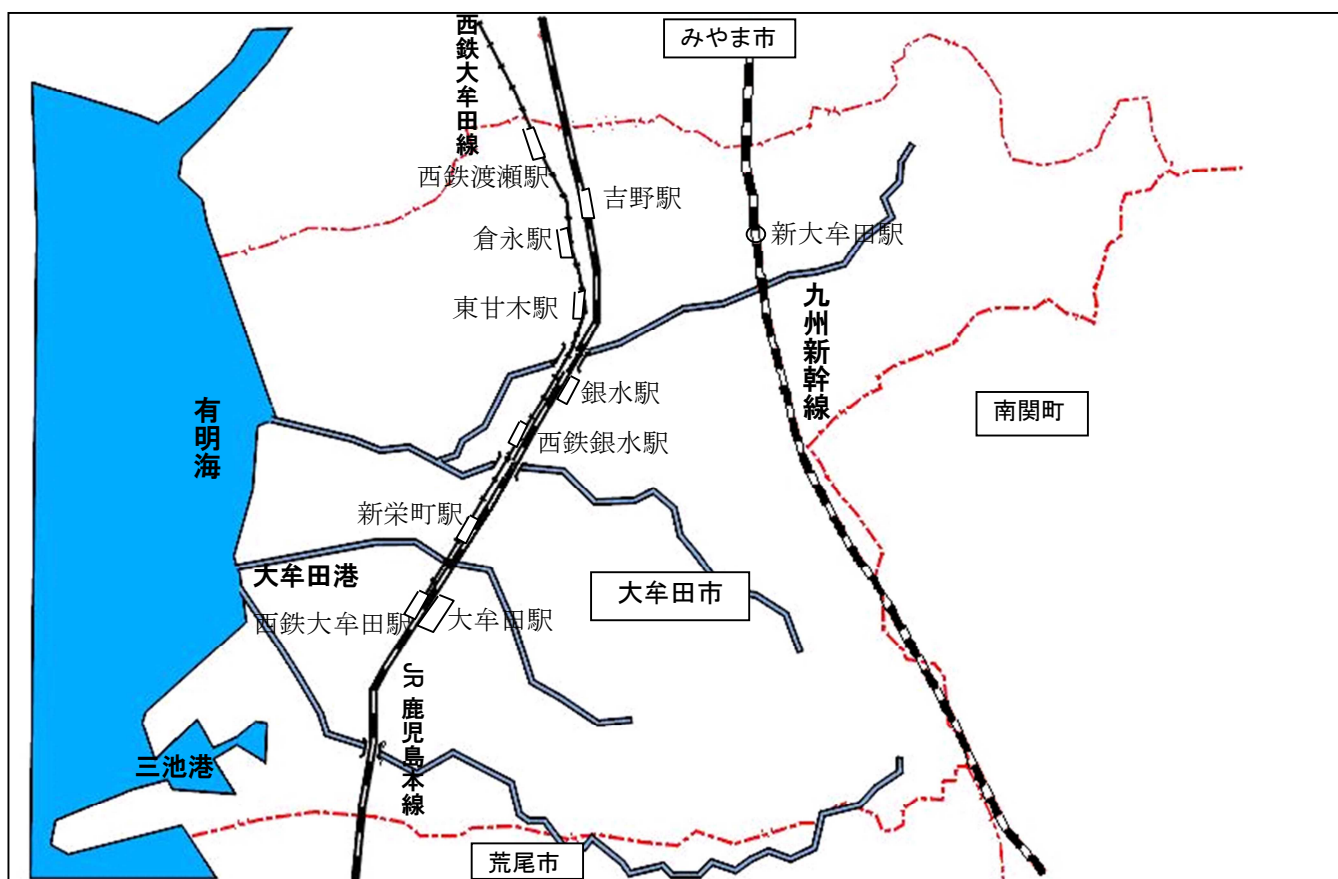 みやま市
西鉄大牟田線
西鉄渡瀬駅
吉野駅
倉永駅
新大牟田駅
東甘木駅
九州新幹線
銀水駅
南関町
有明海
西鉄銀水駅
新栄町駅
大牟田港
大牟田市
西鉄大牟田駅
大牟田駅
JR 鹿児島本線
三池港
荒尾市